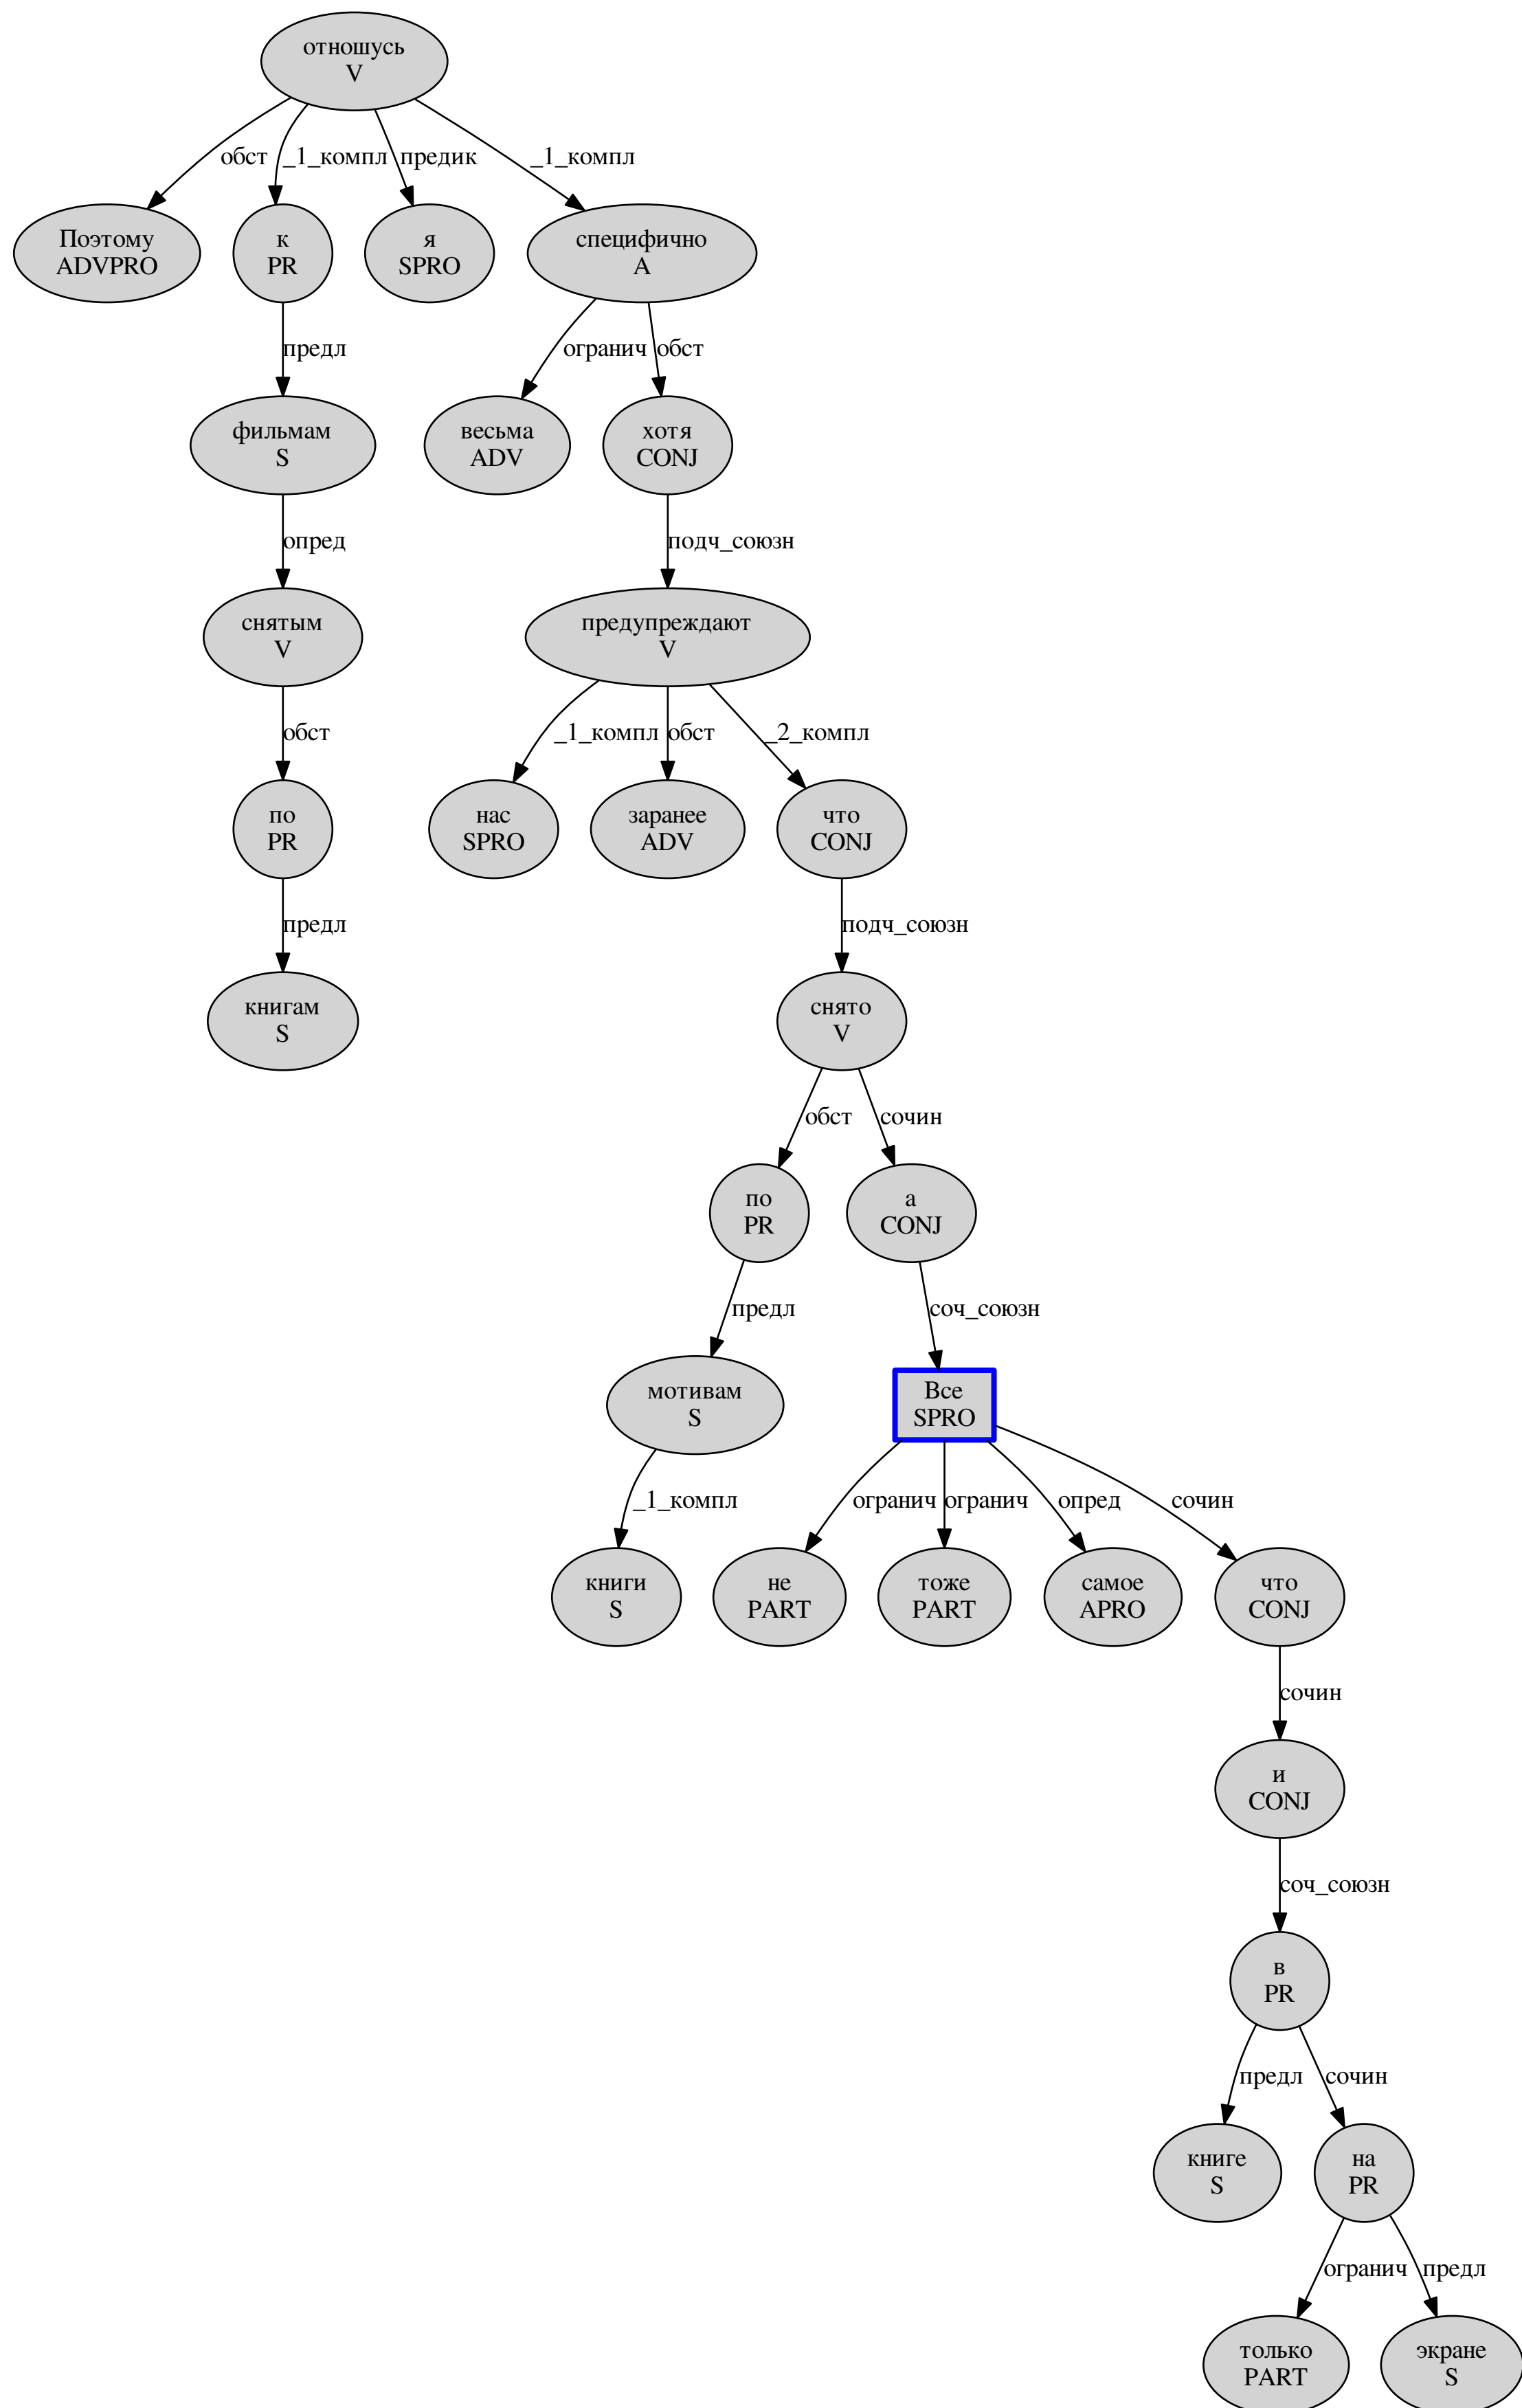 отношусь
V
обст
_1_компл
предик
_1_компл
Поэтому
ADVPRO
к
PR
я
SPRO
специфично
A
предл
огранич
обст
фильмам
S
весьма
ADV
хотя
CONJ
опред
подч_союзн
снятым
V
предупреждают
V
обст
_1_компл
обст
_2_компл
по
PR
нас
SPRO
заранее
ADV
что
CONJ
предл
подч_союзн
книгам
S
снято
V
обст
сочин
по
PR
а
CONJ
предл
соч_союзн
мотивам
S
Все
SPRO
_1_компл
огранич
огранич
опред
сочин
книги
S
не
PART
тоже
PART
самое
APRO
что
CONJ
сочин
и
CONJ
соч_союзн
в
PR
предл
сочин
книге
S
на
PR
огранич
предл
только
PART
экране
S